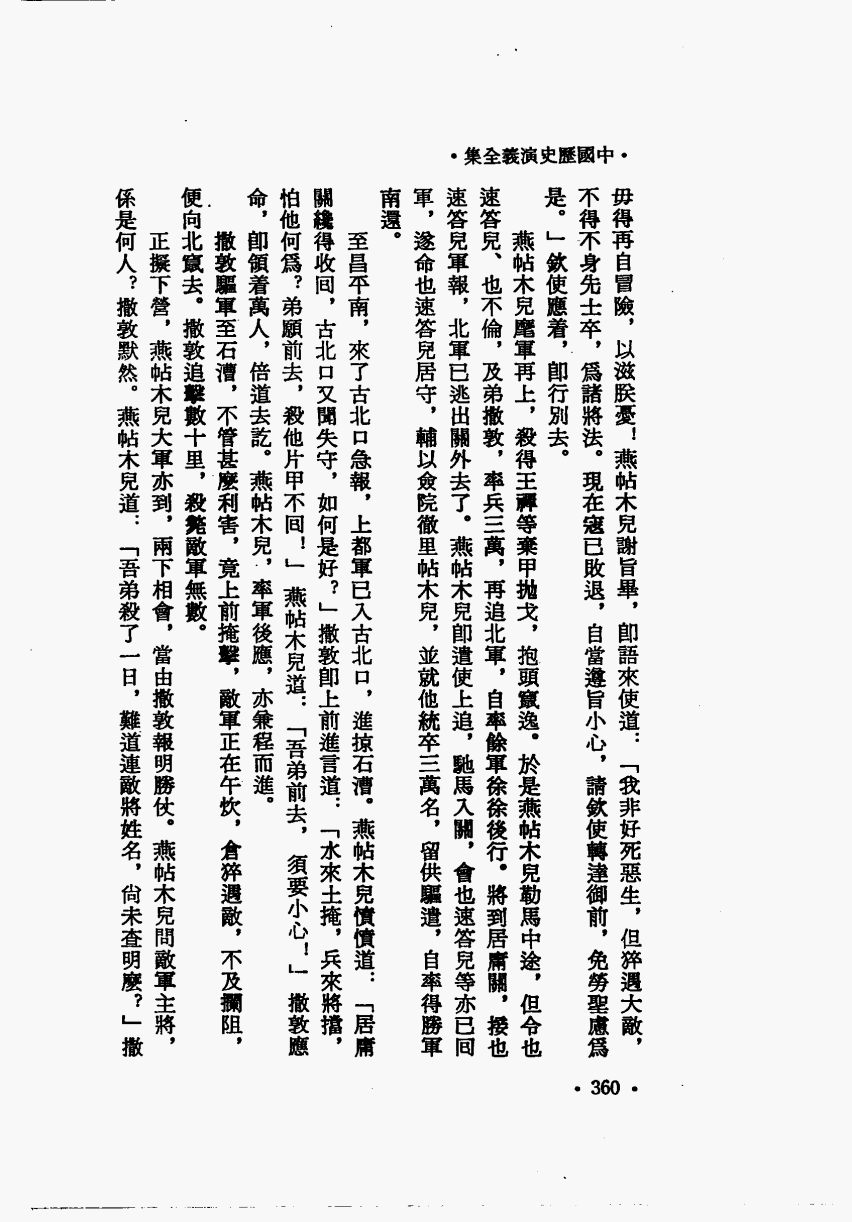 ·中國歷史演義全集·
毋得再自冒險，以滋朕憂！燕帖木兒謝旨畢，卽語來使道：「我非好死惡生，但猝遇大敵，
不得不身先士卒，爲諸將法。現在寇已敗退，自當遵旨小心，請欽使轉達御前，免勞聖慮爲
是。」欽使應着，卽行別去。
燕帖木兒麾軍再上，殺得王禪等棄甲拋戈，抱頭竄逸。於是燕帖木兒勒馬中途，但令也
速答兒、也不倫，及弟撒敦，率兵三萬，再追北軍，自率餘軍徐徐後行。將到居庸關，接也
速答兒軍報，北軍已逃出關外去了。燕帖木兒卽遣使上追，馳馬入關，會也速答兒等亦已回
軍，遂命也速答兒居守，輔以僉院徹里帖木兒，並就他統卒三萬名，留供驅遣，自率得勝軍
南還。
至昌平南，來了古北口急報，上都軍已入古北口，進掠石漕。燕帖木兒憤憤道：「居庸
關纔得收回，古北口又聞失守，如何是好？」撒敦卽上前進言道：「水來土掩，兵來將擋，
怕他何爲？弟願前去，殺他片甲不回！」燕帖木兒道：「吾弟前去，須要小心！」撒敦應
命，卽領着萬人，倍道去訖。燕帖木兒，率軍後應，亦兼程而進。
撒敦驅軍至石漕，不管甚麼利害，竟上前掩擊，敵軍正在午炊，倉猝遇敵，不及攔阻，
便向北竄去。撒敦追擊數十里，殺斃敵軍無數。
正擬下營，燕帖木兒大軍亦到，兩下相會，當由撒敦報明勝仗。燕帖木兒問敵軍主將，
係是何人？撒敦默然。燕帖木兒道：「吾弟殺了一日，難道連敵將姓名，尙未查明麼？」撒
·360·